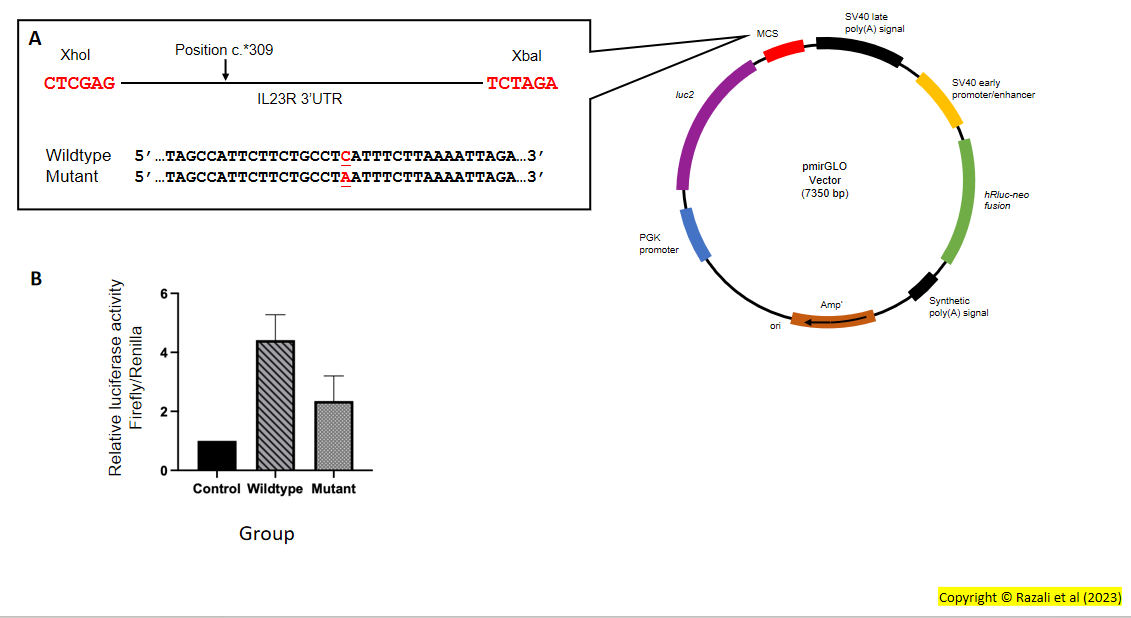 A
XhoI
Position c.*309
XbaI
CTCGAG
TCTAGA
IL23R 3'UTR
Wildtype 5'…TAGCCATTCTTCTGCCTCATTTCTTAAAATTAGA…3'
Mutant 5'…TAGCCATTCTTCTGCCTAATTTCTTAAAATTAGA…3'
MCS
SV40 late
poly(A) signal
SV40 early
promoter/enhancer
luc2
pmirGLO
Vector
(7350 bp)
hRluc-neo
fusion
PGK
promoter
Synthetic
poly(A) signal
Amp'
ori
B
Relative luciferase activity
Firefly/Renilla
6
4
2
0
Control Wildtype Mutant
Group
Copyright © Razali et al (2023)